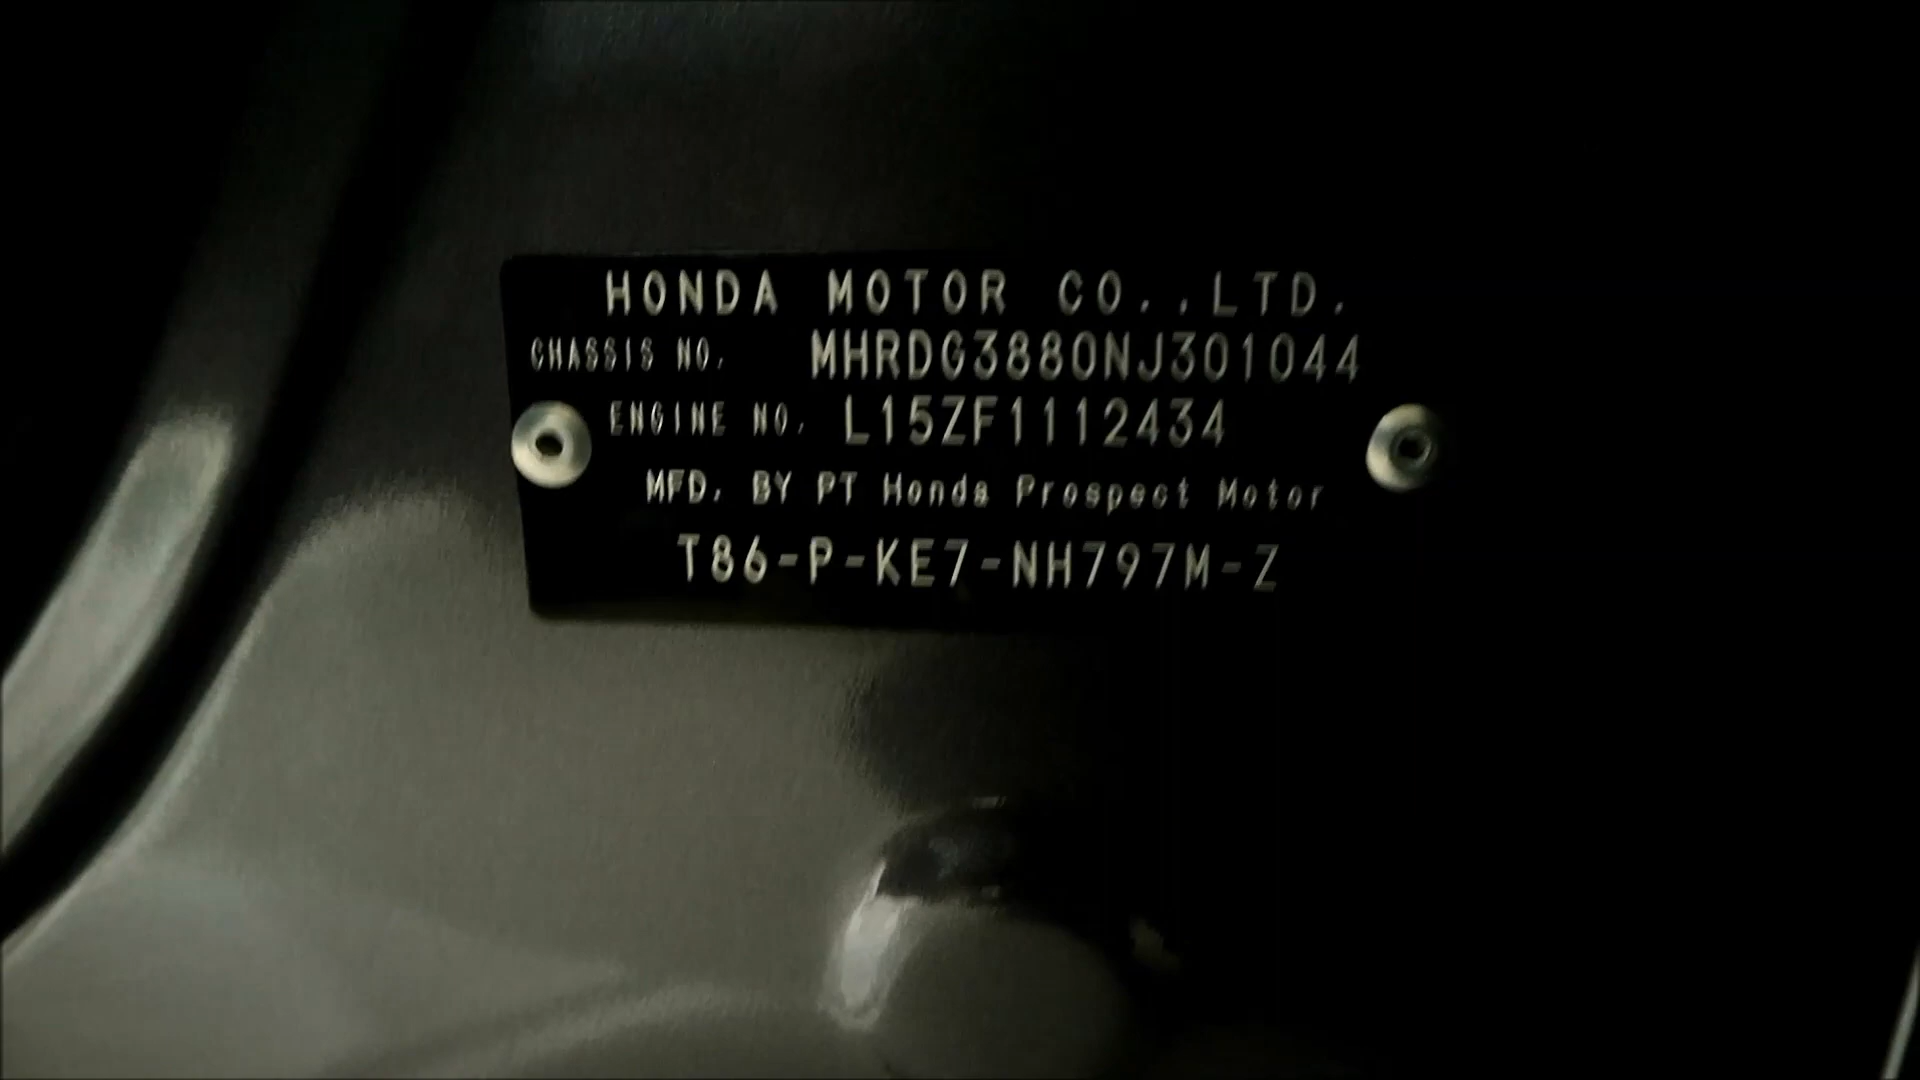 HONDA MOTOR CO.,LTD.
CHASSIS NO. MHRDG3880NJ301044
ENGINE NO. L15ZF1112434
MFD. BY PT Honda Prospect Motor
T86-P-KE7-NH797M-Z